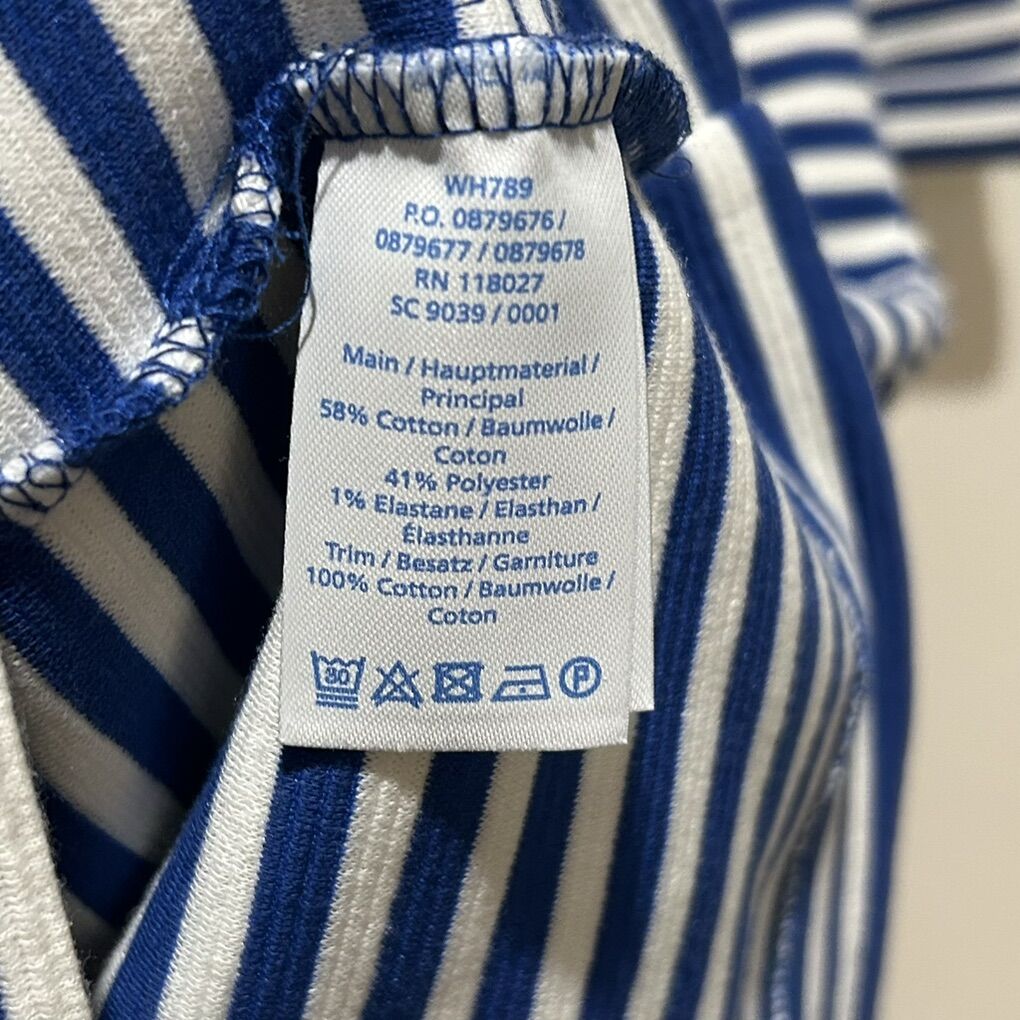 WH789
P.O. 0879676 /
0879677 / 0879678
RN 118027
SC 9039 / 0001
Main / Hauptmaterial /
Principal
58% Cotton / Baumwolle /
Coton
41% Polyester
1% Elastane / Elasthan /
Élasthanne
Trim / Besatz / Garniture
100% Cotton / Baumwolle /
Coton
30 P